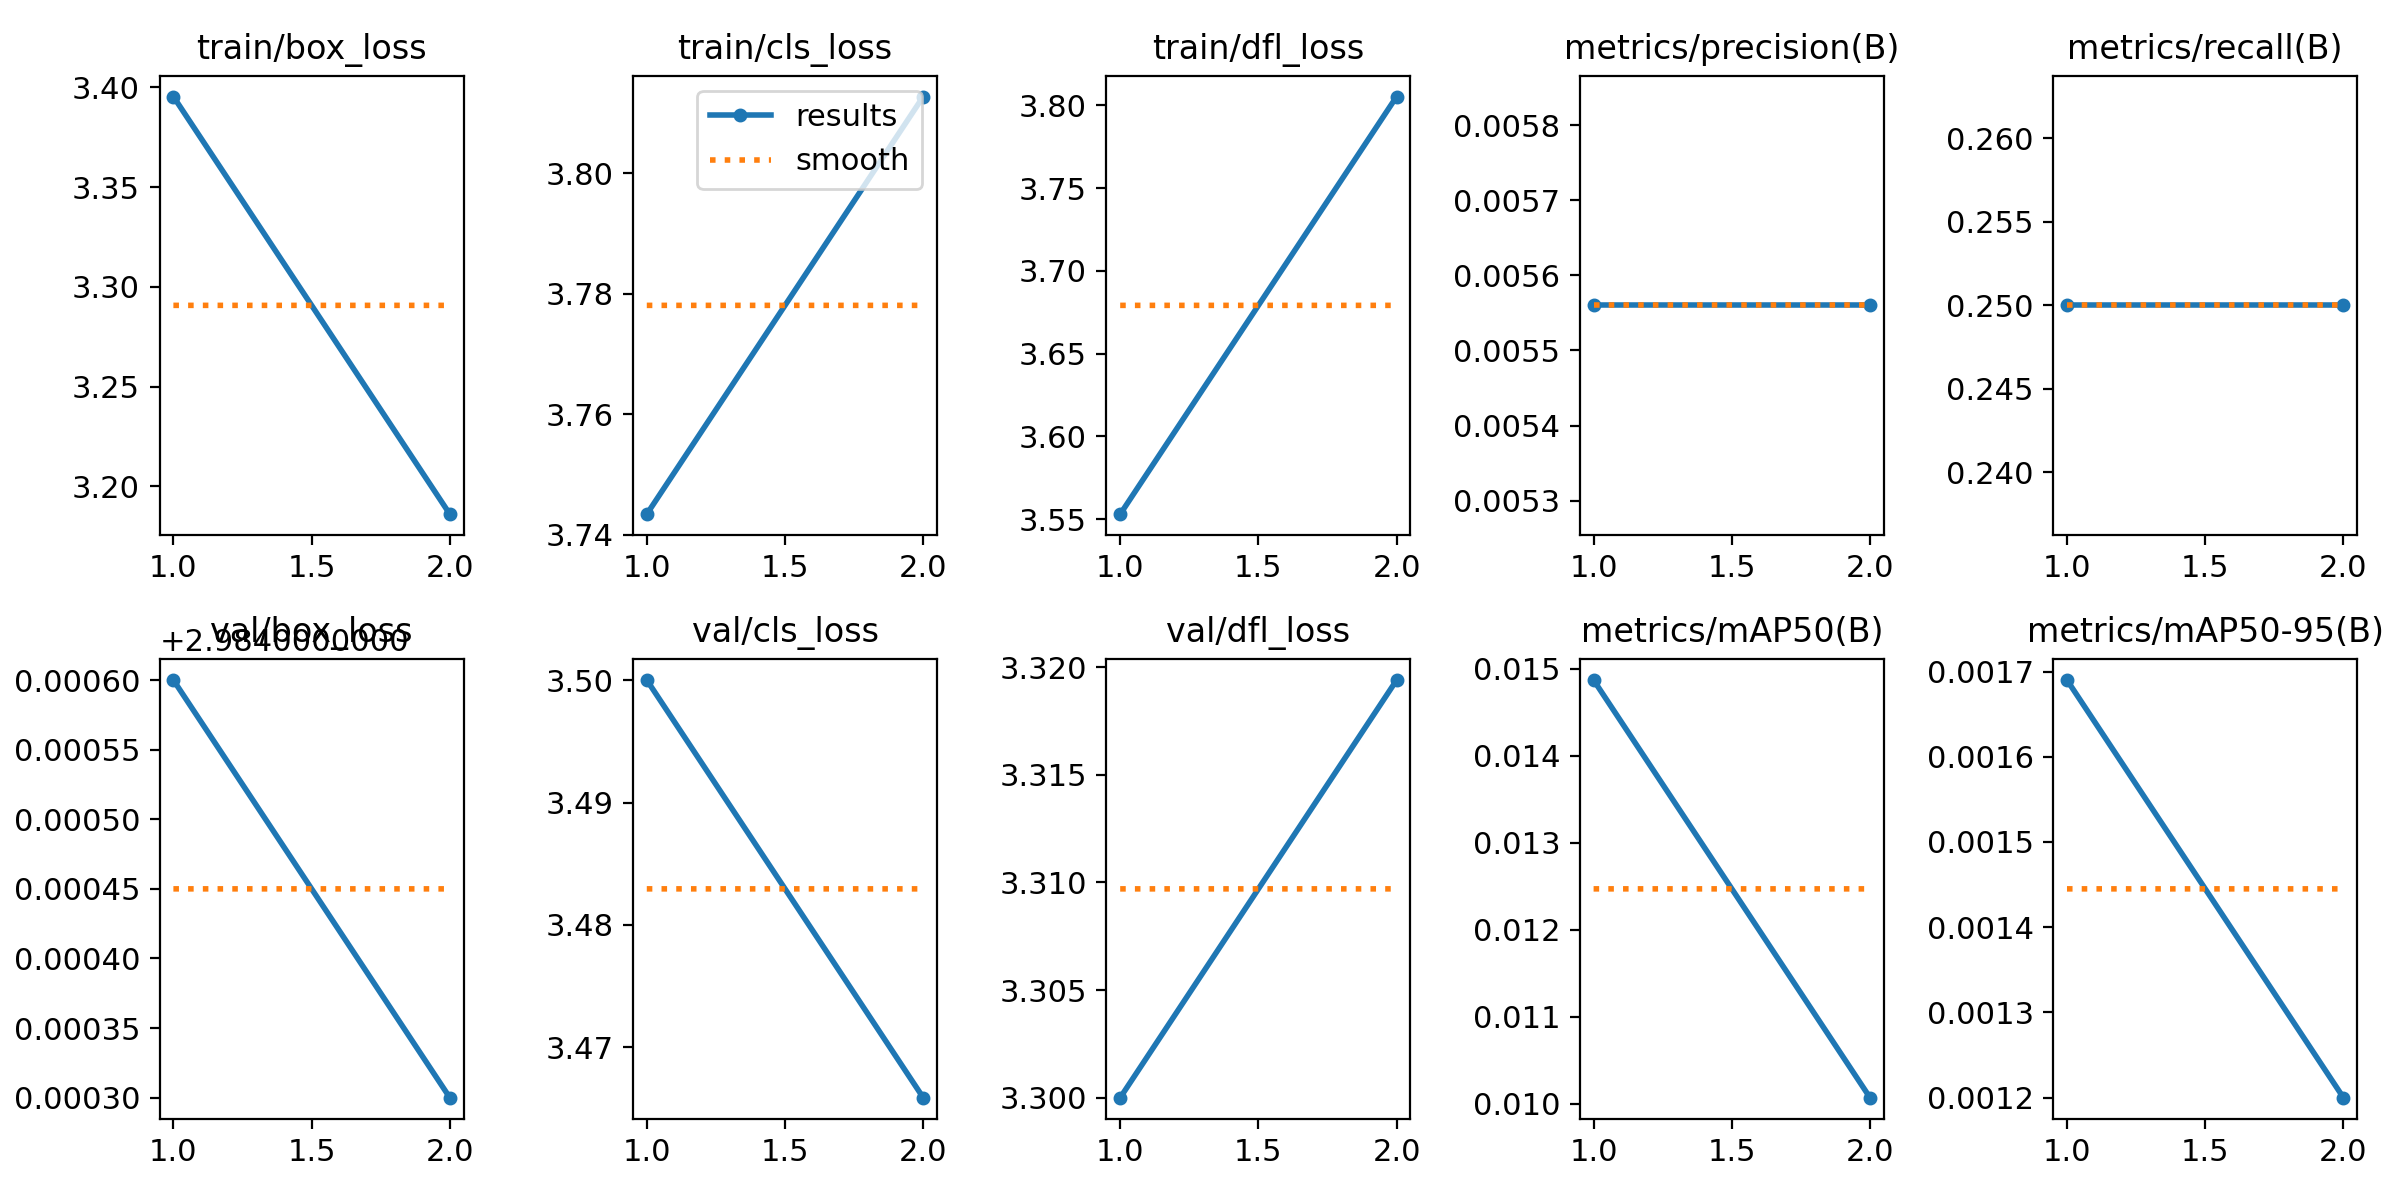 train/box_loss
3.40
3.35
3.30
3.25
3.20
1.0 1.5 2.0
train/cls_loss
results
smooth
3.80
3.78
3.76
3.74
1.0 1.5 2.0
train/dfl_loss
3.80
3.75
3.70
3.65
3.60
3.55
1.0 1.5 2.0
metrics/precision(B)
0.0058
0.0057
0.0056
0.0055
0.0054
0.0053
1.0 1.5 2.0
metrics/recall(B)
0.260
0.255
0.250
0.245
0.240
1.0 1.5 2.0
val/box_loss
+2.9840000000
0.00060
0.00055
0.00050
0.00045
0.00040
0.00035
0.00030
1.0 1.5 2.0
val/cls_loss
3.50
3.49
3.48
3.47
1.0 1.5 2.0
val/dfl_loss
3.320
3.315
3.310
3.305
3.300
1.0 1.5 2.0
metrics/mAP50(B)
0.015
0.014
0.013
0.012
0.011
0.010
1.0 1.5 2.0
metrics/mAP50-95(B)
0.0017
0.0016
0.0015
0.0014
0.0013
0.0012
1.0 1.5 2.0